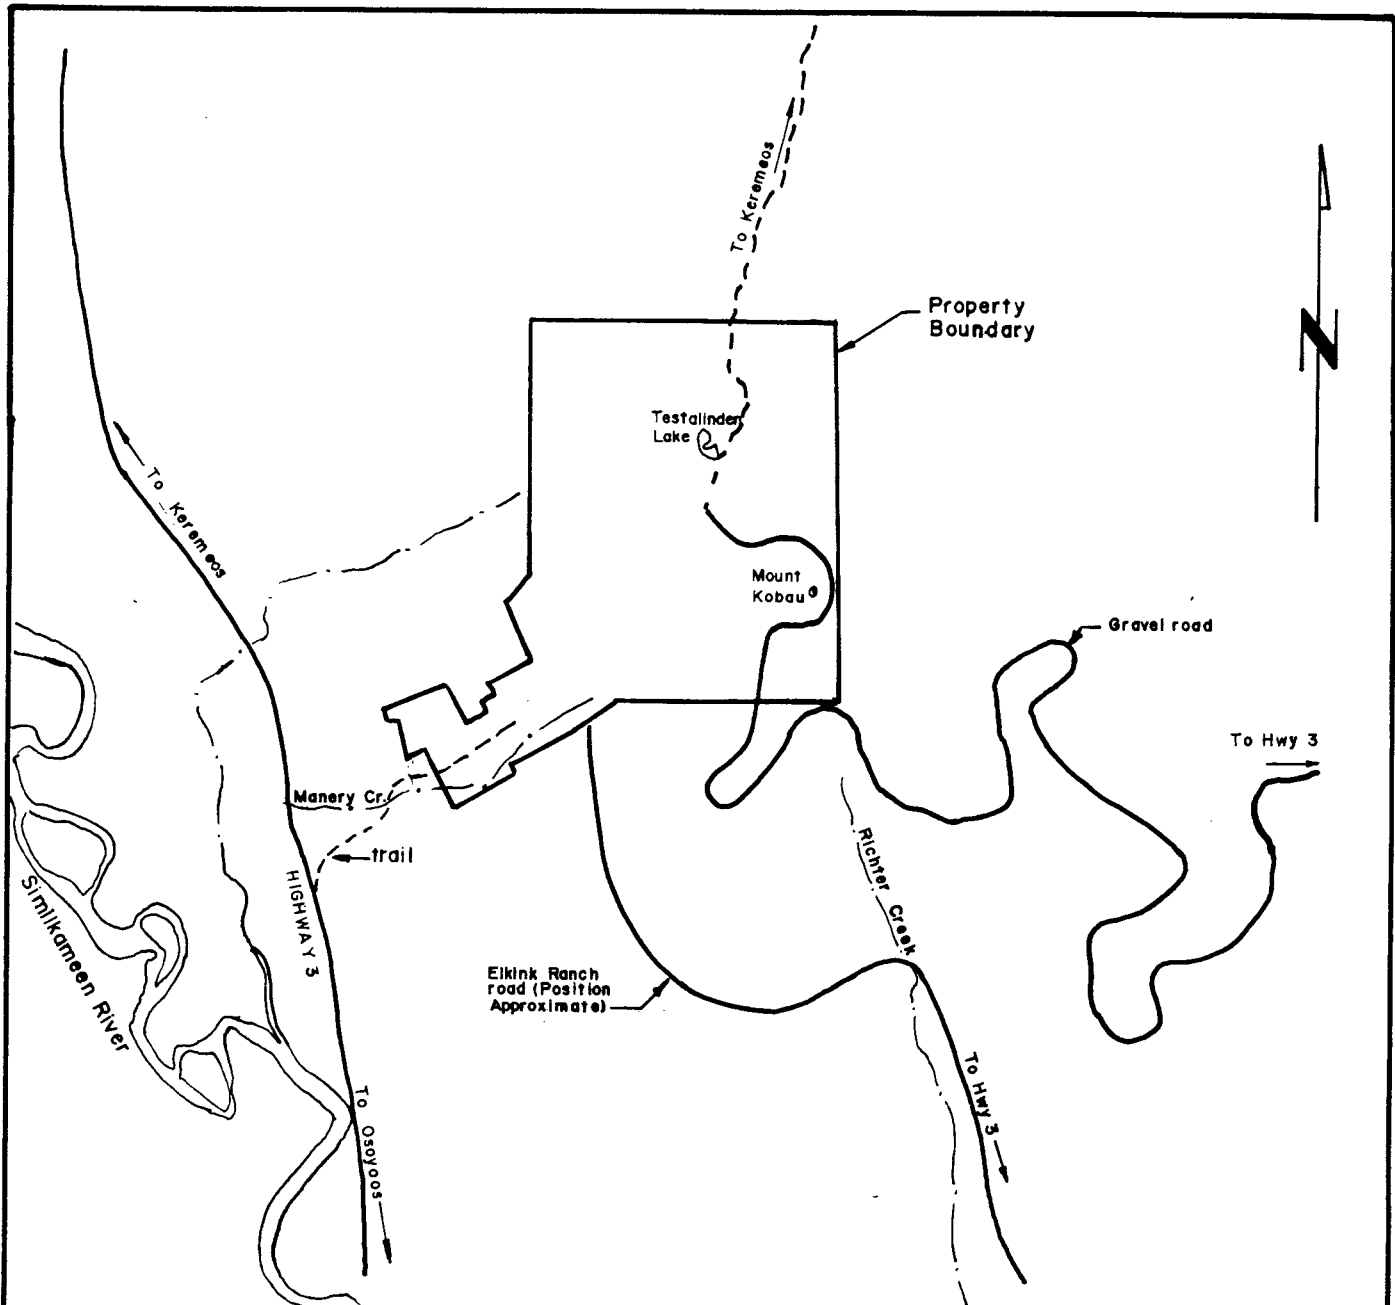 To Keremeos
Property
Boundary
N
Testalinden
Lake
To Keremeos
Mount
Kobau
Gravel road
To Hwy 3
Manery Cr.
trail
Richter Creek
HIGHWAY 3
Similkameen River
Elkink Ranch
road (Position
Approximate)
To Hwy 3
To Osoyoos